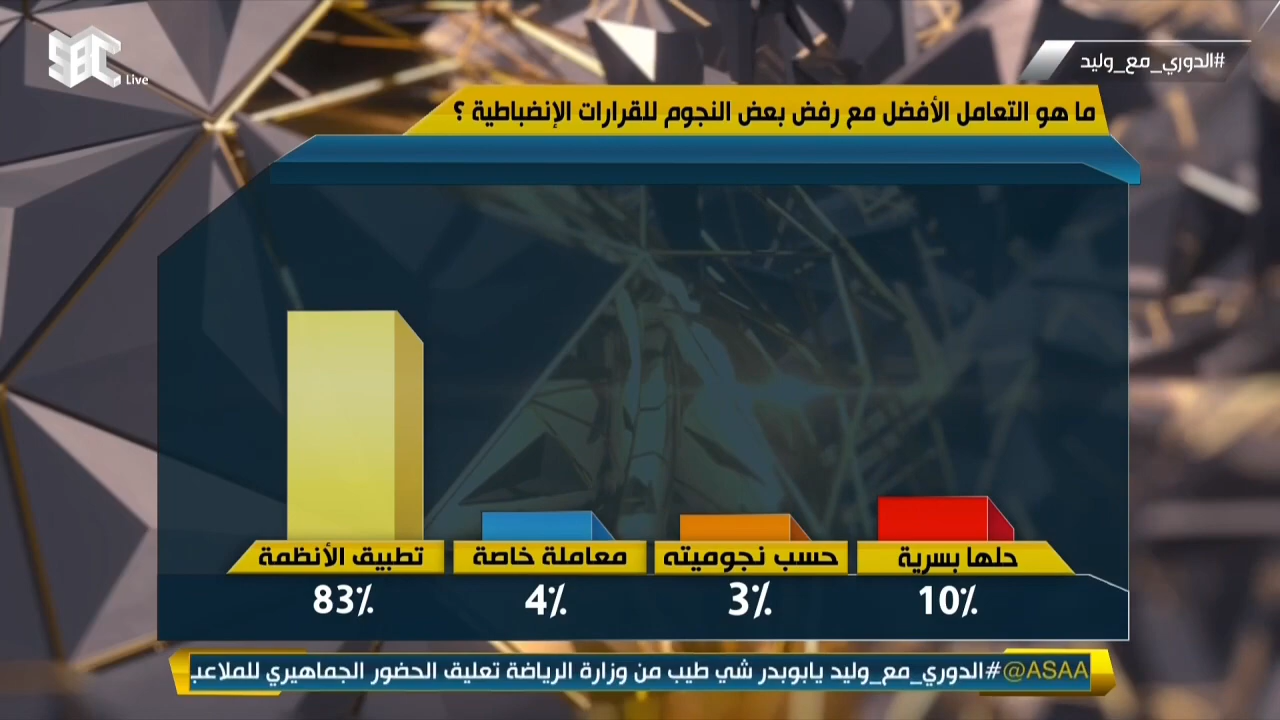 SBC Live
#الدوري_مع_وليد
ما هو التعامل الأفضل مع رفض بعض النجوم للقرارات الإنضباطية ؟
حلها بسرية
10٪
حسب نجوميته
3٪
معاملة خاصة
4٪
تطبيق الأنظمة
83٪
@ASAA #الدوري_مع_وليد يابوبدر شي طيب من وزارة الرياضة تعليق الحضور الجماهيري للملاعب